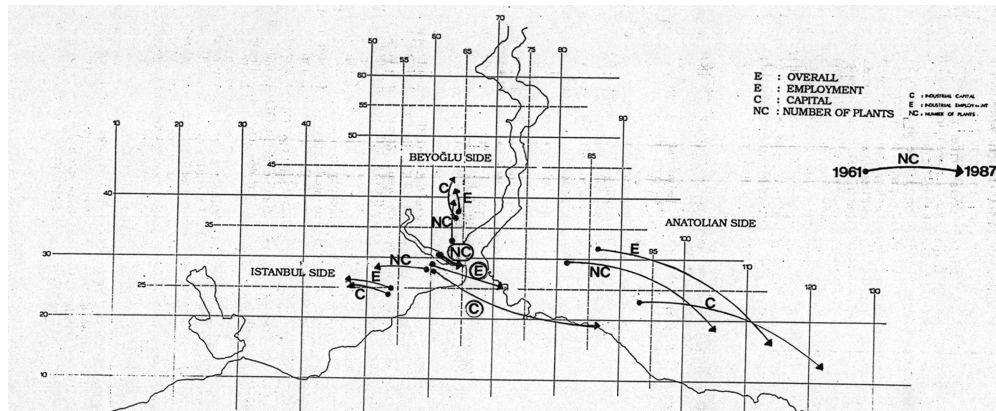 70
50
60
65
75
80
60
55
55
50
90
45
BEYOĞLU SIDE
85
10
20
30
40
35
C
E
NC
ANATOLIAN SIDE
NC
E
95
100
30
NC
E
NC
110
ISTANBUL SIDE
E
130
25
C
C
C
20
10
E : OVERALL
E : EMPLOYMENT
C : CAPITAL
NC : NUMBER OF PLANTS
C : INDUSTRIAL CAPITAL
E : INDUSTRIAL EMPLOYMENT
NC : NUMBER OF PLANTS
NC
1961
1987